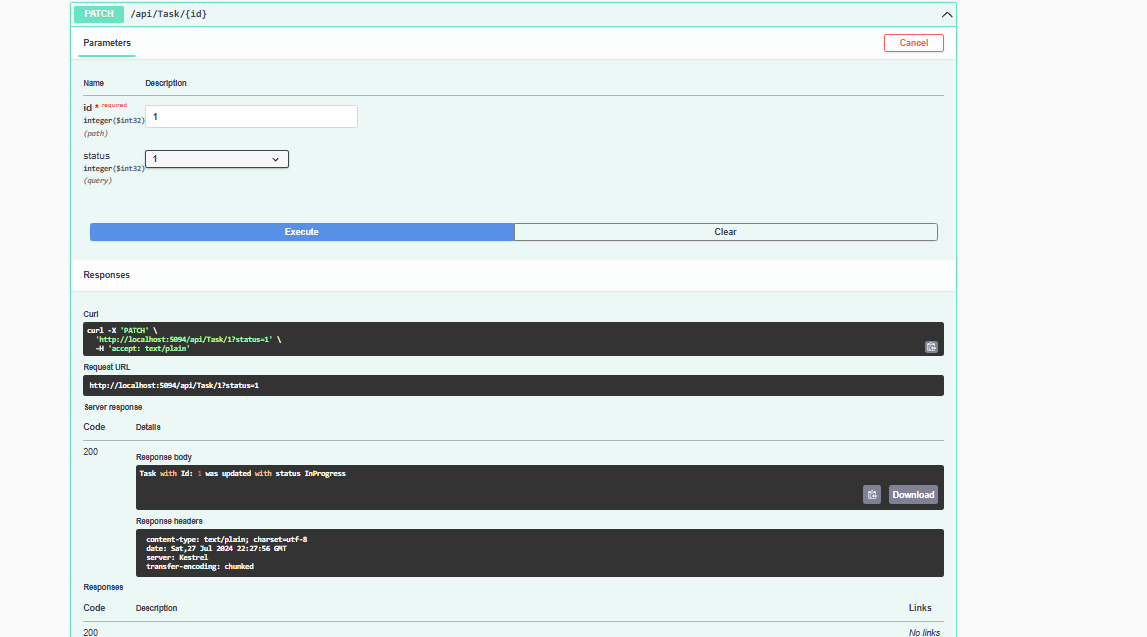 PATCH /api/Task/{id}
Parameters
Cancel
Name Description
id * required
integer($int32)
(path)
1
status
integer($int32)
(query)
1
Execute Clear
Responses
Curl
curl -X 'PATCH' \
'http://localhost:5094/api/Task/1?status=1' \
-H 'accept: text/plain'
Request URL
http://localhost:5094/api/Task/1?status=1
Server response
Code Details
200
Response body
Task with Id: 1 was updated with status InProgress
Download
Response headers
content-type: text/plain; charset=utf-8
date: Sat,27 Jul 2024 22:27:56 GMT
server: Kestrel
transfer-encoding: chunked
Responses
Code Description Links
200 No links